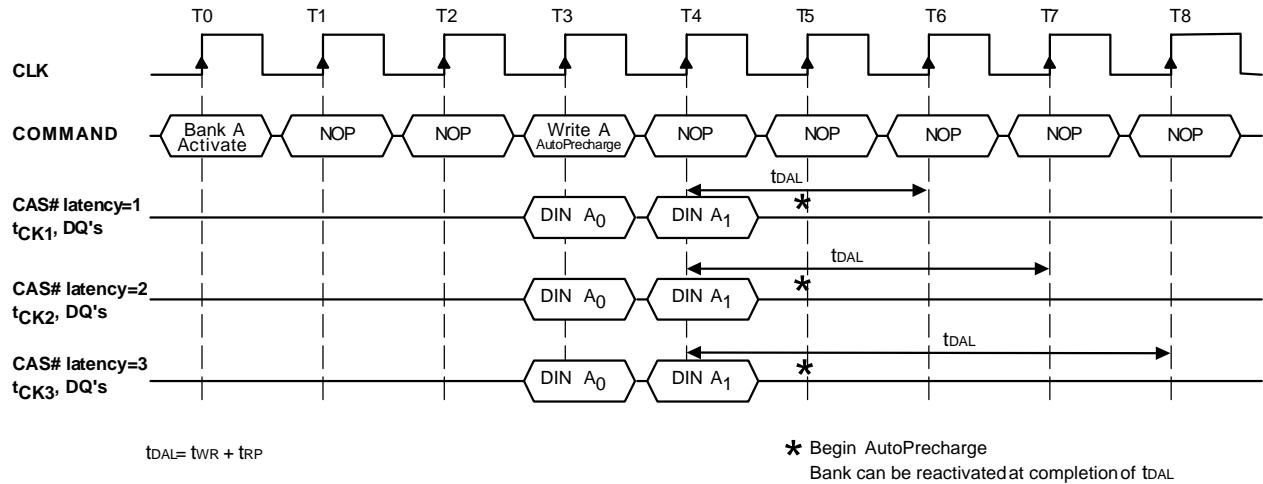 T0 T1 T2 T3 T4 T5 T6 T7 T8
CLK
COMMAND
Bank A
Activate
NOP
NOP
Write A
AutoPrecharge
NOP
NOP
NOP
NOP
NOP
tDAL
CAS# latency=1
tCK1, DQ's
DIN A0
DIN A1
*
tDAL
CAS# latency=2
tCK2, DQ's
DIN A0
DIN A1
*
tDAL
CAS# latency=3
tCK3, DQ's
DIN A0
DIN A1
*
tDAL= tWR + tRP
* Begin AutoPrecharge
Bank can be reactivated at completion of tDAL